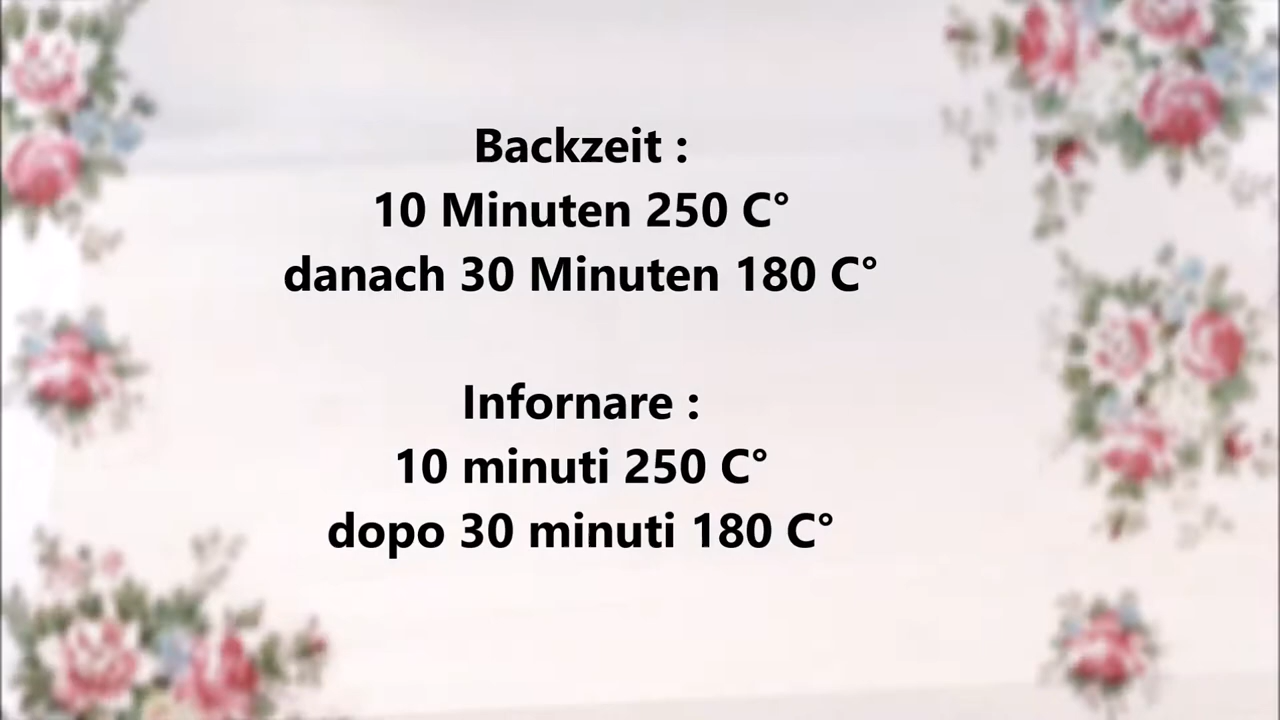 Backzeit :
10 Minuten 250 C°
danach 30 Minuten 180 C°
Infornare :
10 minuti 250 C°
dopo 30 minuti 180 C°